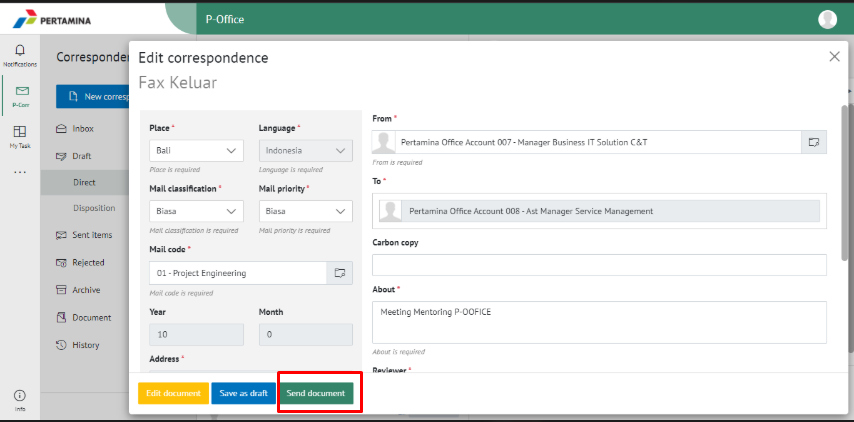 PERTAMINA
P-Office
Notifications
P-Corr
My Task
Info
Corresponde
New corresp
Inbox
Draft
Direct
Disposition
Sent items
Rejected
Archive
Document
History
Edit correspondence
Fax Keluar
Place *
Bali
Place is required
Language *
Indonesia
Language is required
Mail classification *
Biasa
Mail classification is required
Mail priority *
Biasa
Mail priority is required
Mail code *
01 - Project Engineering
Mail code is required
Year
10
Month
0
Address *
From *
Pertamina Office Account 007 - Manager Business IT Solution C&T
From is required
To *
Pertamina Office Account 008 - Ast Manager Service Management
Carbon copy
About *
Meeting Mentoring P-OOFICE
About is required
Reviewer *
Edit document
Save as draft
Send document